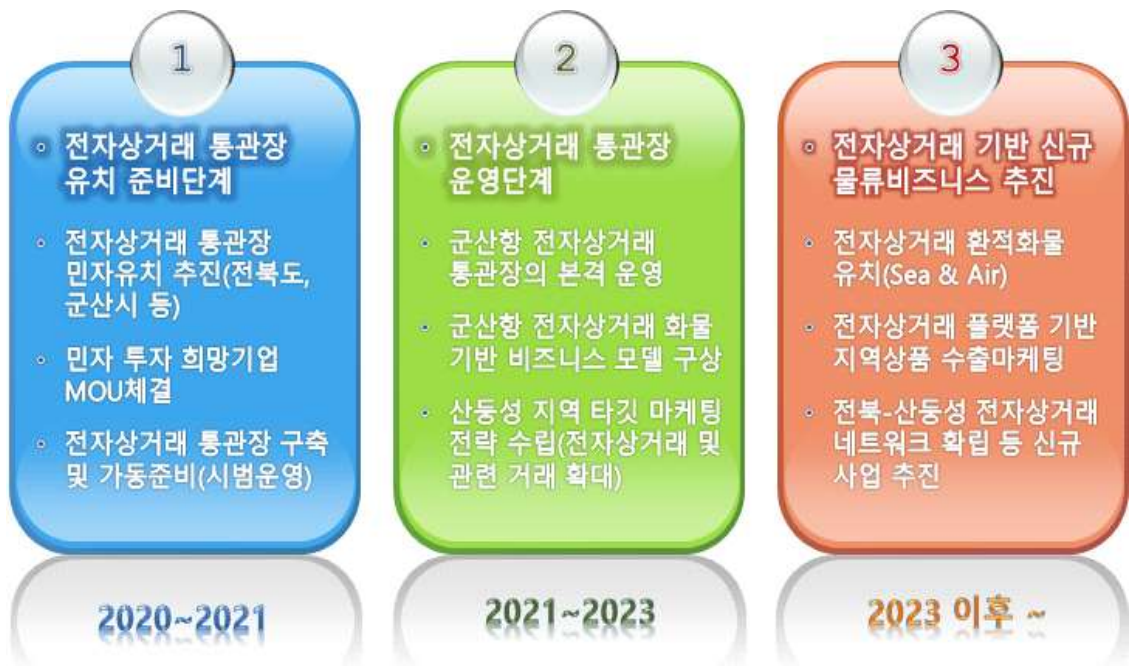 1
• 전자상거래 통관장
유치 준비단계
• 전자상거래 통관장
민자유치 추진(전북도,
군산시 등)
• 민자 투자 희망기업
MOU체결
• 전자상거래 통관장 구축
및 가동준비(시범운영)
2020~2021
2
• 전자상거래 통관장
운영단계
• 군산항 전자상거래
통관장의 본격 운영
• 군산항 전자상거래 화물
기반 비즈니스 모델 구상
• 산둥성 지역 타깃 마케팅
전략 수립(전자상거래 및
관련 거래 확대)
2021~2023
3
• 전자상거래 기반 신규
물류비즈니스 추진
• 전자상거래 환적화물
유치(Sea & Air)
• 전자상거래 플랫폼 기반
지역상품 수출마케팅
• 전북-산둥성 전자상거래
네트워크 확립 등 신규
사업 추진
2023 이후 ~